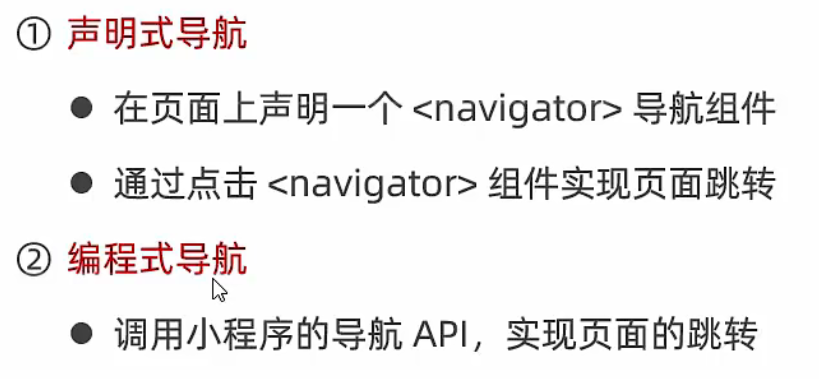 ① 声明式导航
● 在页面上声明一个 <navigator> 导航组件
● 通过点击 <navigator> 组件实现页面跳转
② 编程式导航
● 调用小程序的导航 API，实现页面的跳转